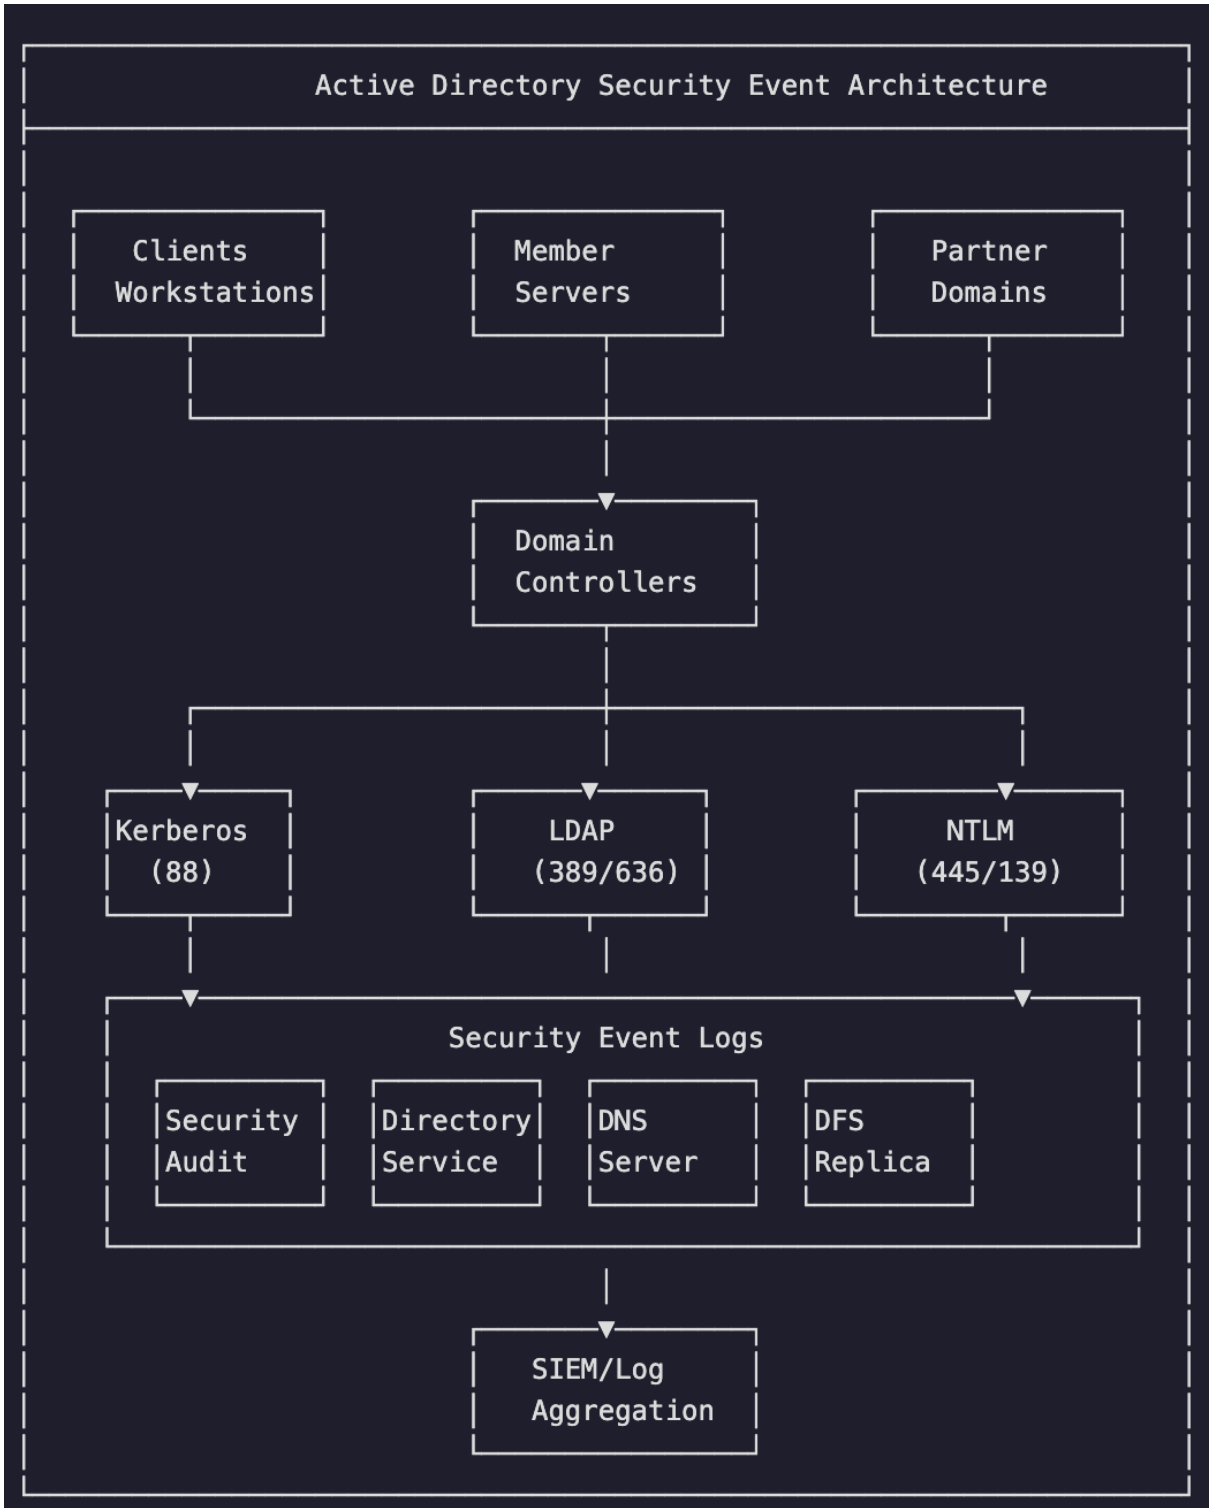 Active Directory Security Event Architecture
Clients
Workstations
Member
Servers
Partner
Domains
Domain
Controllers
Kerberos
(88)
LDAP
(389/636)
NTLM
(445/139)
Security Event Logs
Security
Audit
Directory
Service
DNS
Server
DFS
Replica
SIEM/Log
Aggregation